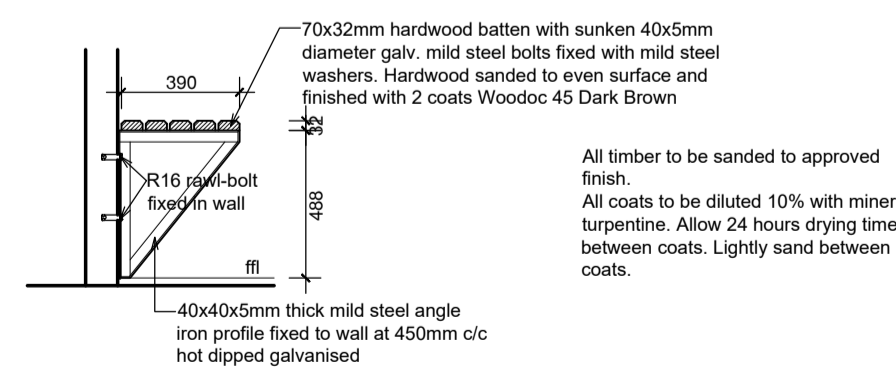 70x32mm hardwood batten with sunken 40x5mm
diameter galv. mild steel bolts fixed with mild steel
washers. Hardwood sanded to even surface and
finished with 2 coats Woodoc 45 Dark Brown
390
32
R16 rawl-bolt
fixed in wall
488
ffl
40x40x5mm thick mild steel angle
iron profile fixed to wall at 450mm c/c
hot dipped galvanised
All timber to be sanded to approved
finish.
All coats to be diluted 10% with miner
turpentine. Allow 24 hours drying time
between coats. Lightly sand between
coats.